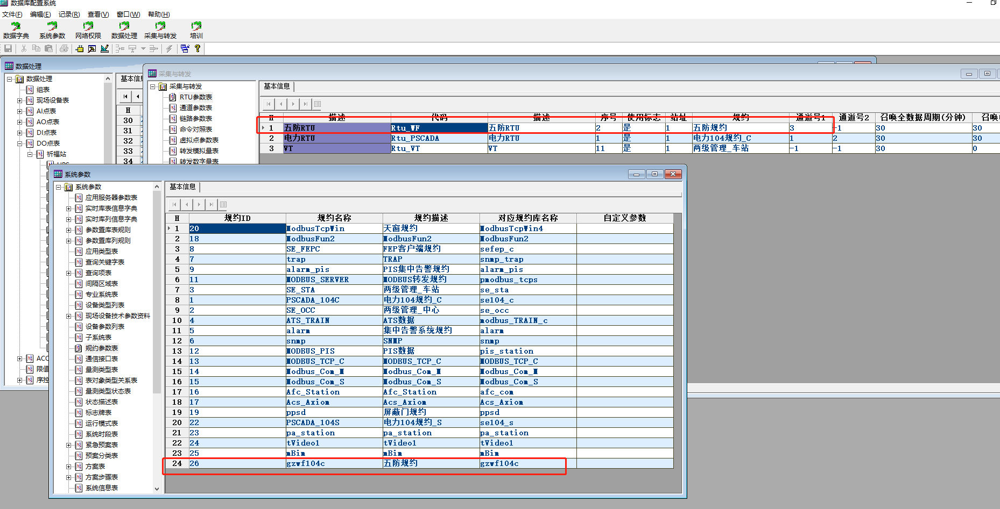 数据库配置系统
文件(F) 编辑(E) 记录(R) 查看(V) 窗口(W) 帮助(H)
数据字典 系统参数 网络权限 数据处理 采集与转发 培训
数据处理
数据处理
组表
现场设备表
AI点表
AO点表
DI点表
DO点表
祈福站
ACC
限值
序控
基本信息
H
30
31
32
33
34
采集与转发
采集与转发
RTU参数表
通道参数表
链路参数表
命令对照表
虚拟点参数表
转发模拟量表
转发数字量表
基本信息
H 描述 代码 描述 序号 使用标志 站址 规约 通道号1 通道号2 召唤全数据周期(分钟) 召唤
1 五防RTU Rtu_WF 五防RTU 2 是 1 五防规约 3 -1 30 30
2 电力RTU Rtu_PSCADA 电力RTU 1 是 1 电力104规约_C 1 2 30 30
3 VT Rtu_VT VT 11 是 1 两级管理_车站 -1 -1 30 0
系统参数
系统参数
应用服务器参数表
实时库表信息字典
实时库列信息字典
参数置库表规则
参数置库列规则
应用类型表
查询关键字表
查询项表
间隔区域表
专业系统表
设备类型列表
现场设备技术参数资料
设备参数列表
子系统表
规约参数表
通信接口表
量测类型表
表对象类型关系表
量测类型状态表
状态描述表
标志牌表
运行模式表
系统时段表
紧急预案表
预案分类表
方案表
方案步骤表
系统信息表
基本信息
H 规约ID 规约名称 规约描述 对应规约库名称 自定义参数
1 20 ModbusTcpWin 天窗规约 ModbusTcpWin4
2 18 ModbusFun2 ModbusFun2 ModbusFun2
3 8 SE_FEPC FEP客户端规约 sefep_c
4 7 trap TRAP snmp_trap
5 9 alarm_pis PIS集中告警规约 alarm_pis
6 11 MODBUS_SERVER MODBUS转发规约 pmodbus_tcps
7 3 SE_STA 两级管理_车站 se_sta
8 1 PSCADA_104C 电力104规约_C se104_c
9 2 SE_OCC 两级管理_中心 se_occ
10 4 ATS_TRAIN ATS数据 modbus_TRAIN_c
11 5 alarm 集中告警系统规约 alarm
12 6 snmp SNMP snmp
13 12 MODBUS_PIS PIS数据 pis_station
14 13 MODBUS_TCP_C MODBUS_TCP_C MODBUS_TCP_C
15 14 Modbus_Com_M Modbus_Com_M Modbus_Com_M
16 15 Modbus_Com_S Modbus_Com_S Modbus_Com_S
17 16 Afc_Station Afc_Station afc_com
18 17 Acs_Axiom Acs_Axiom Acs_Axiom
19 19 ppsd 屏蔽门规约 ppsd
20 22 PSCADA_104S 电力104规约_S se104_s
21 23 pa_station pa_station pa_station
22 24 tVideo1 tVideo1 tVideo1
23 25 mBim mBim mBim
24 26 gzwf104c 五防规约 gzwf104c